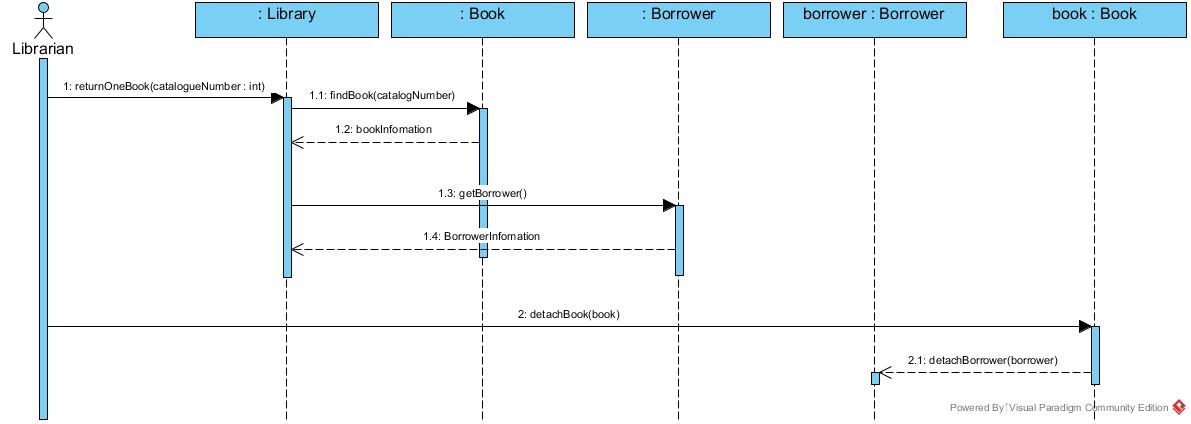 : Library
: Book
: Borrower
borrower : Borrower
book : Book
Librarian
1: returnOneBook(catalogueNumber : int)
1.1: findBook(catalogNumber)
1.2: bookInfomation
1.3: getBorrower()
1.4: BorrowerInfomation
2: detachBook(book)
2.1: detachBorrower(borrower)
Powered By Visual Paradigm Community Edition